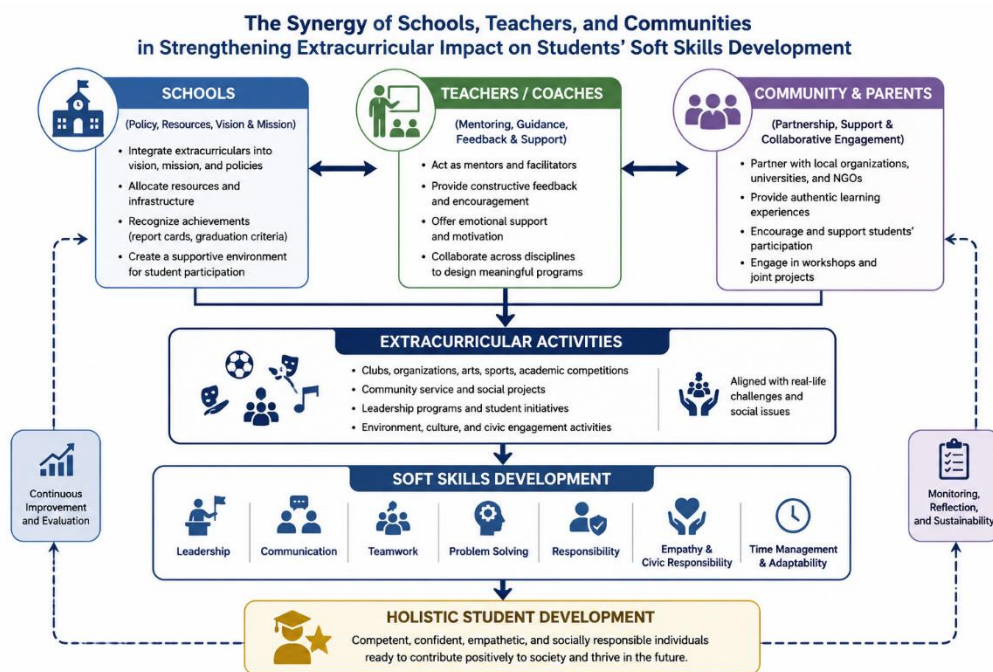 The Synergy of Schools, Teachers, and Communities
in Strengthening Extracurricular Impact on Students' Soft Skills Development
SCHOOLS
(Policy, Resources, Vision & Mission)
• Integrate extracurriculars into
vision, mission, and policies
• Allocate resources and
infrastructure
• Recognize achievements
(report cards, graduation criteria)
• Create a supportive environment
for student participation
TEACHERS / COACHES
(Mentoring, Guidance,
Feedback & Support)
• Act as mentors and facilitators
• Provide constructive feedback
and encouragement
• Offer emotional support
and motivation
• Collaborate across disciplines
to design meaningful programs
COMMUNITY & PARENTS
(Partnership, Support &
Collaborative Engagement)
• Partner with local organizations,
universities, and NGOs
• Provide authentic learning
experiences
• Encourage and support students'
participation
• Engage in workshops and
joint projects
EXTRACURRICULAR ACTIVITIES
• Clubs, organizations, arts, sports, academic competitions
• Community service and social projects
• Leadership programs and student initiatives
• Environment, culture, and civic engagement activities
Aligned with real-life
challenges and
social issues
SOFT SKILLS DEVELOPMENT
Leadership
Communication
Teamwork
Problem Solving
Responsibility
Empathy &
Civic Responsibility
Time Management
& Adaptability
Continuous
Improvement
and Evaluation
Monitoring,
Reflection,
and Sustainability
HOLISTIC STUDENT DEVELOPMENT
Competent, confident, empathetic, and socially responsible individuals
ready to contribute positively to society and thrive in the future.